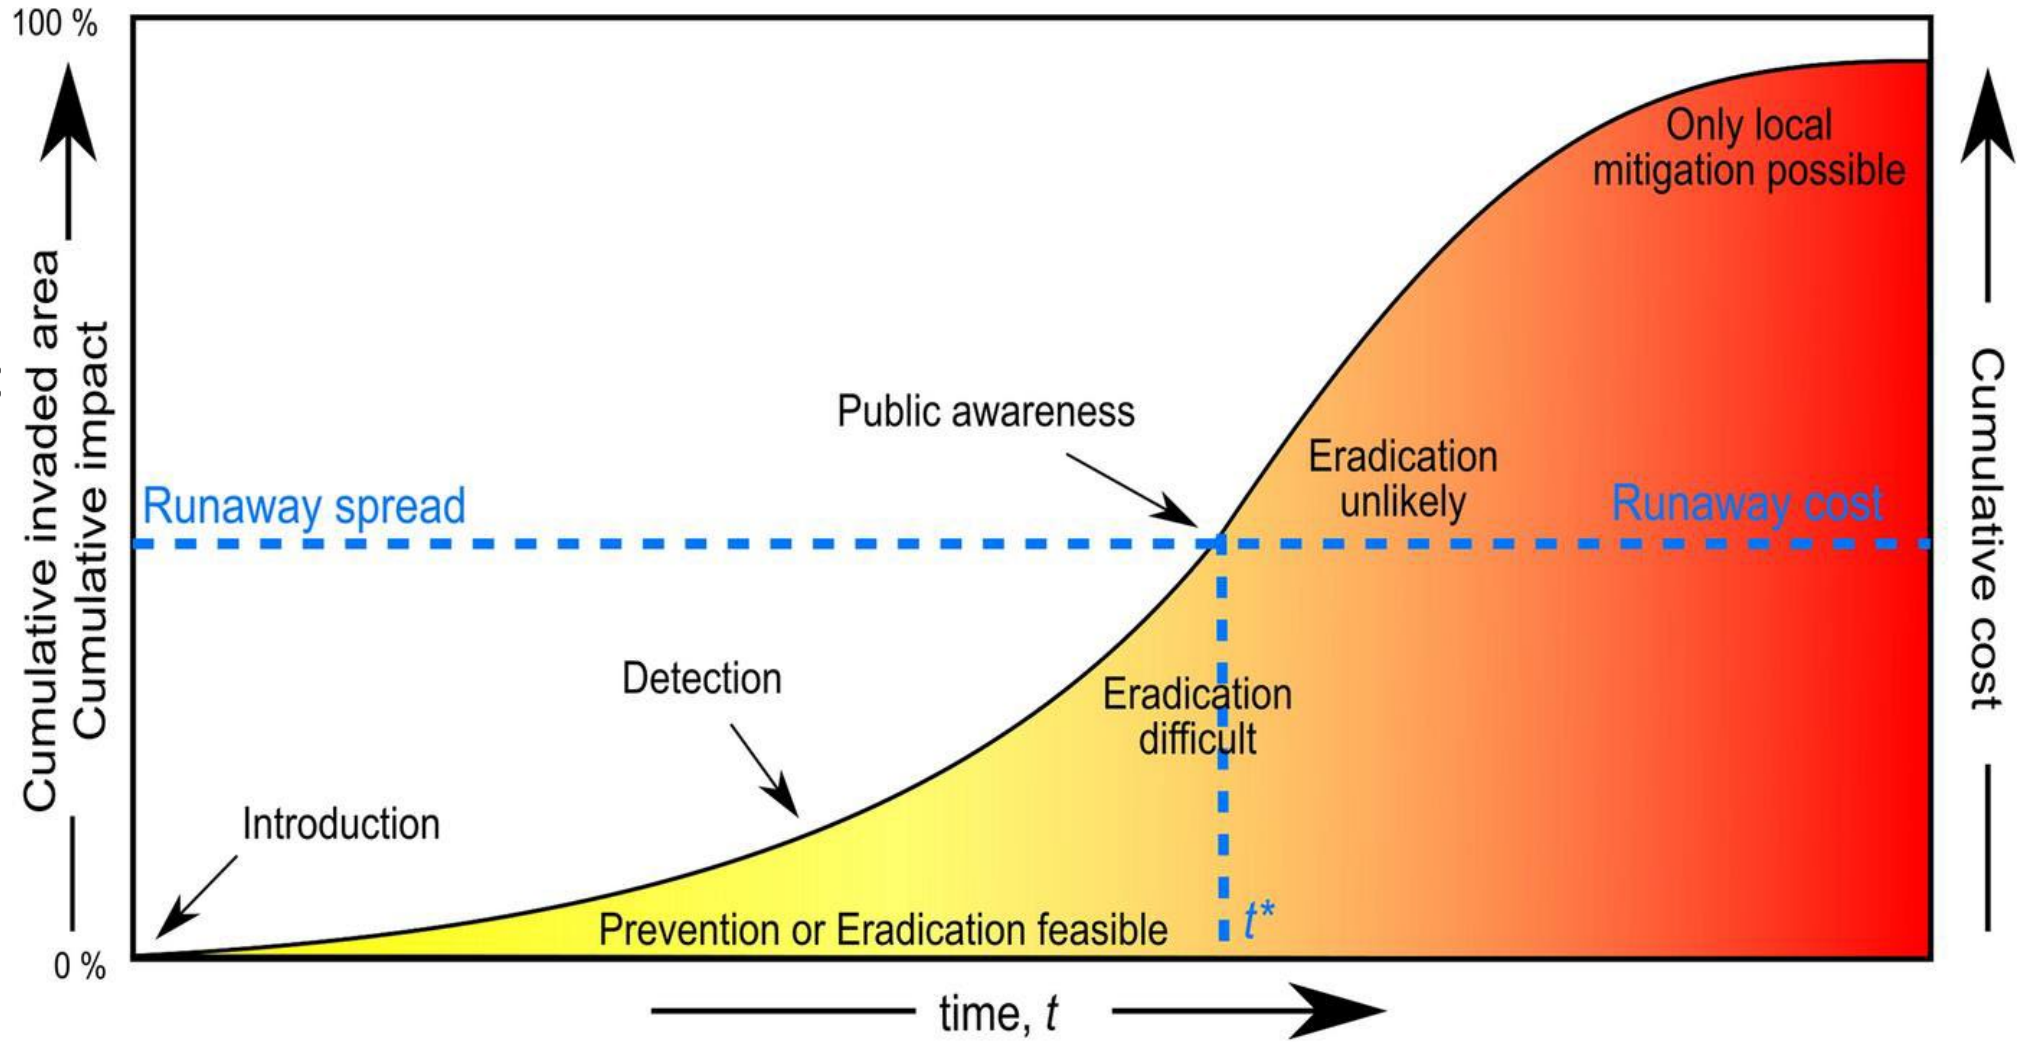 100 %
Cumulative invaded area
Cumulative impact
0 %
Only local
mitigation possible
Public awareness
Eradication
unlikely
Runaway spread
Runaway cost
Cumulative cost
Detection
Eradication
difficult
Introduction
Prevention or Eradication feasible
t*
time, t